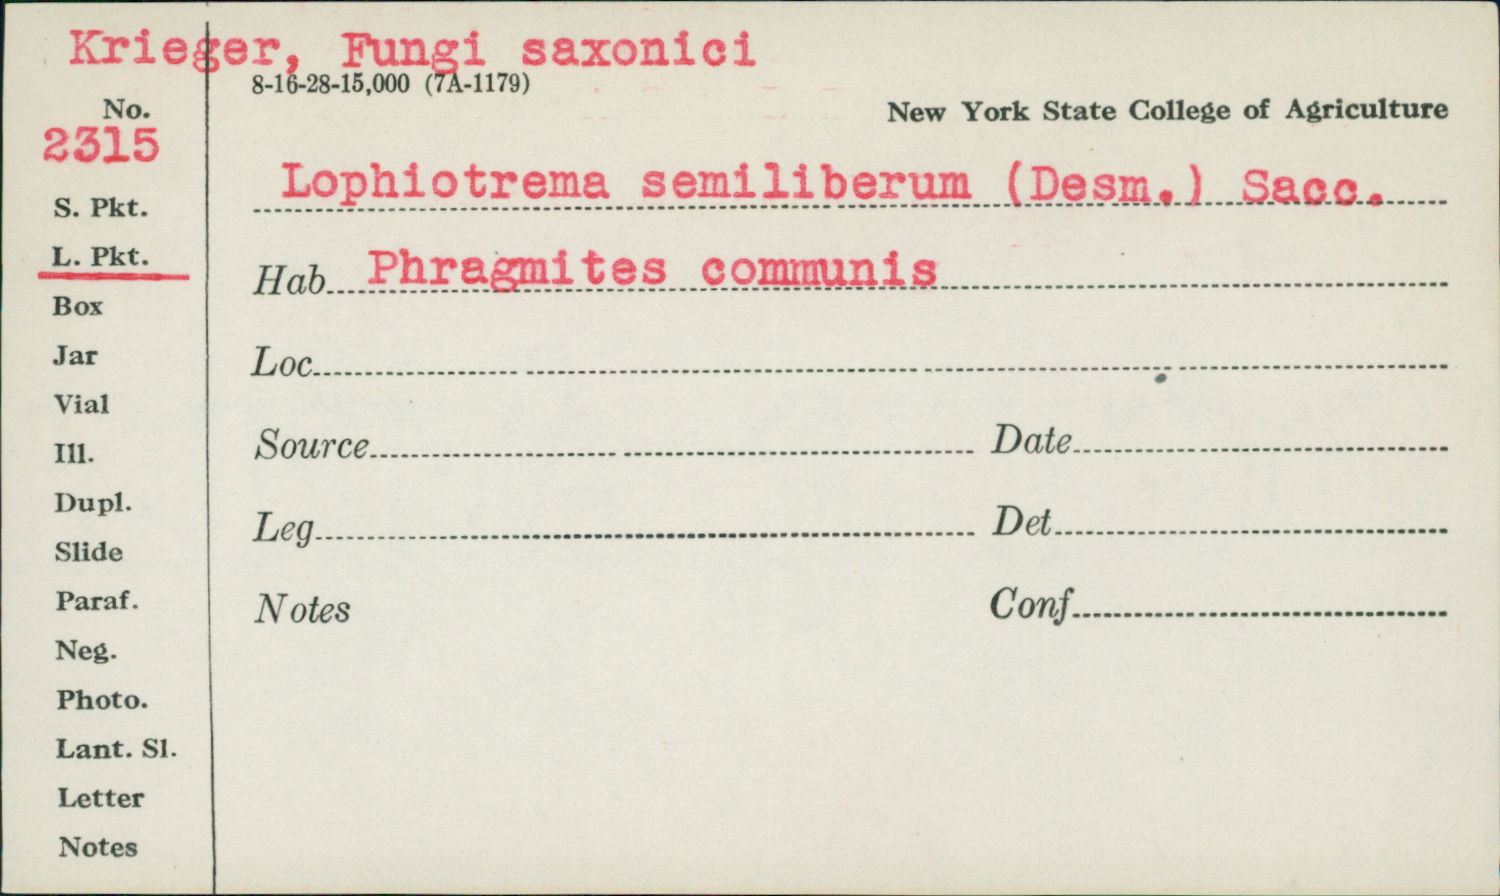 Krieger, Fungi saxonici
8-16-28-15,000 (7A-1179)
No.
New York State College of Agriculture
2315
Lophiotrema semiliberum (Desm.) Sacc.
S. Pkt.
L. Pkt.
Hab. Phragmites communis
Box
Jar
Loc.
Vial
Ill.
Source
Date
Dupl.
Leg
Det
Slide
Paraf.
Notes
Conf
Neg.
Photo.
Lant. Sl.
Letter
Notes